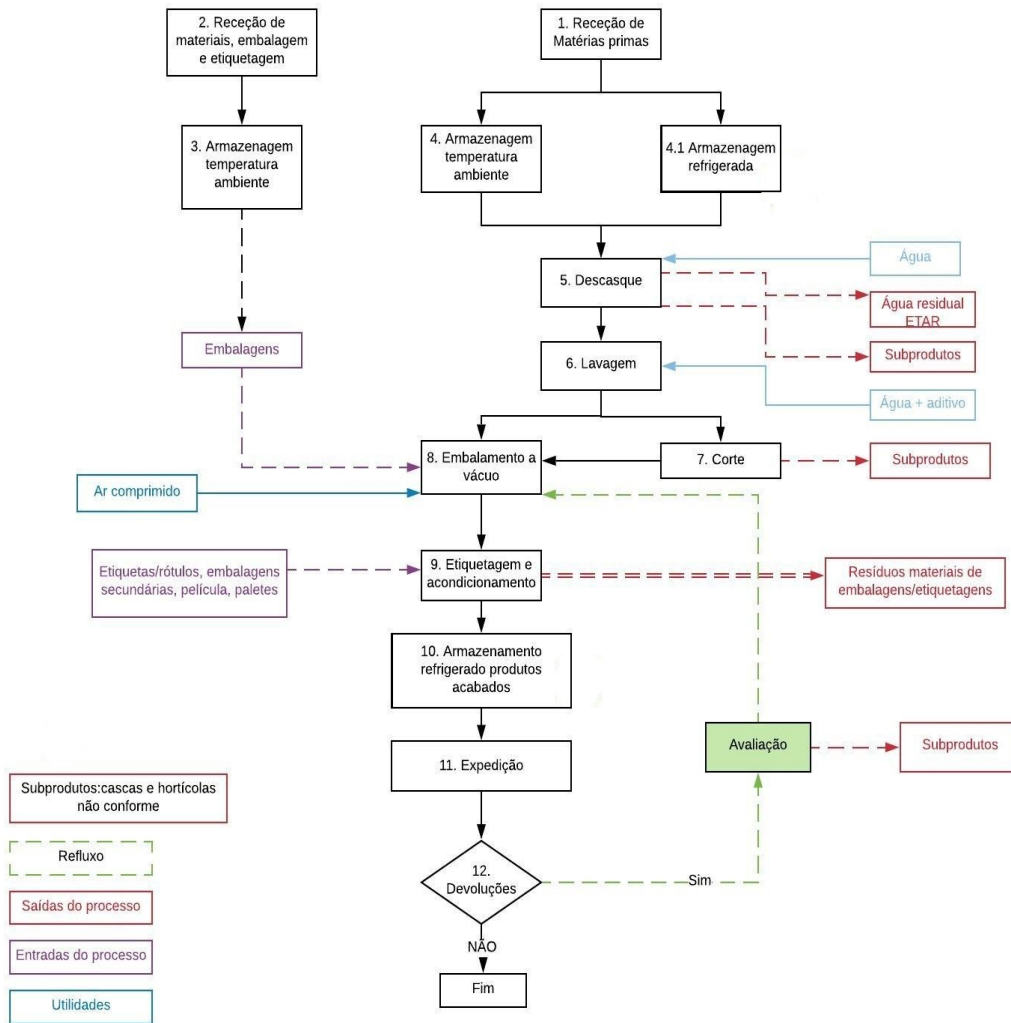 2. Receção de
materiais, embalagem
e etiquetagem
1. Receção de
Matérias primas
3. Armazenagem
temperatura
ambiente
4. Armazenagem
temperatura
ambiente
4.1 Armazenagem
refrigerada
Água
5. Descasque
Água residual
ETAR
Embalagens
6. Lavagem
Subprodutos
Água + aditivo
8. Embalamento a
vácuo
7. Corte
Subprodutos
Ar comprimido
Etiquetas/rótulos, embalagens
secundárias, película, paletes
9. Etiquetagem e
acondicionamento
Resíduos materiais de
embalagens/etiquetagens
10. Armazenamento
refrigerado produtos
acabados
Avaliação
Subprodutos
11. Expedição
Subprodutos:cascas e hortícolas
não conforme
Refluxo
12.
Devoluções
Sim
Saídas do processo
NÃO
Entradas do processo
Fim
Utilidades